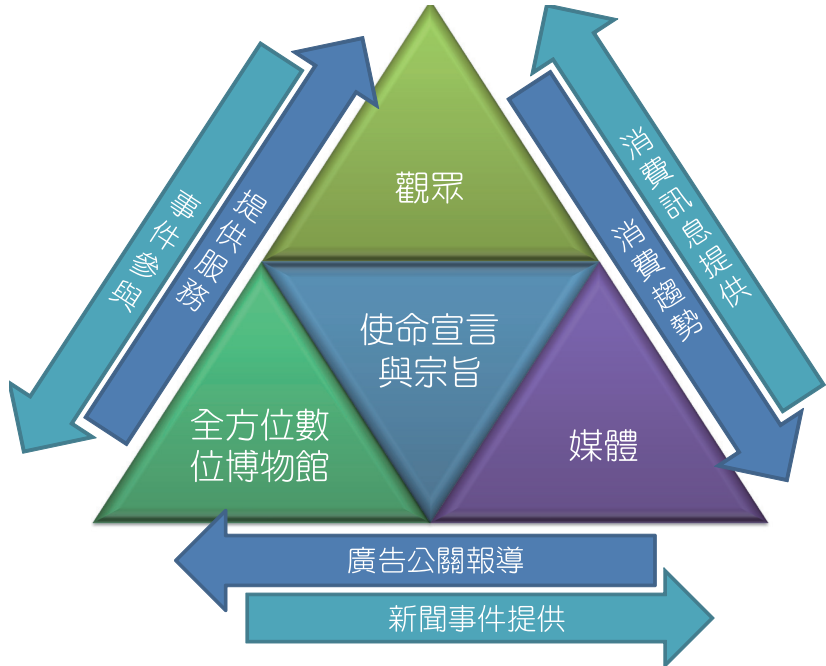 觀眾
使命宣言
與宗旨
全方位數
位博物館
媒體
事件參與
提供服務
消費訊息提供
消費趨勢
廣告公關報導
新聞事件提供